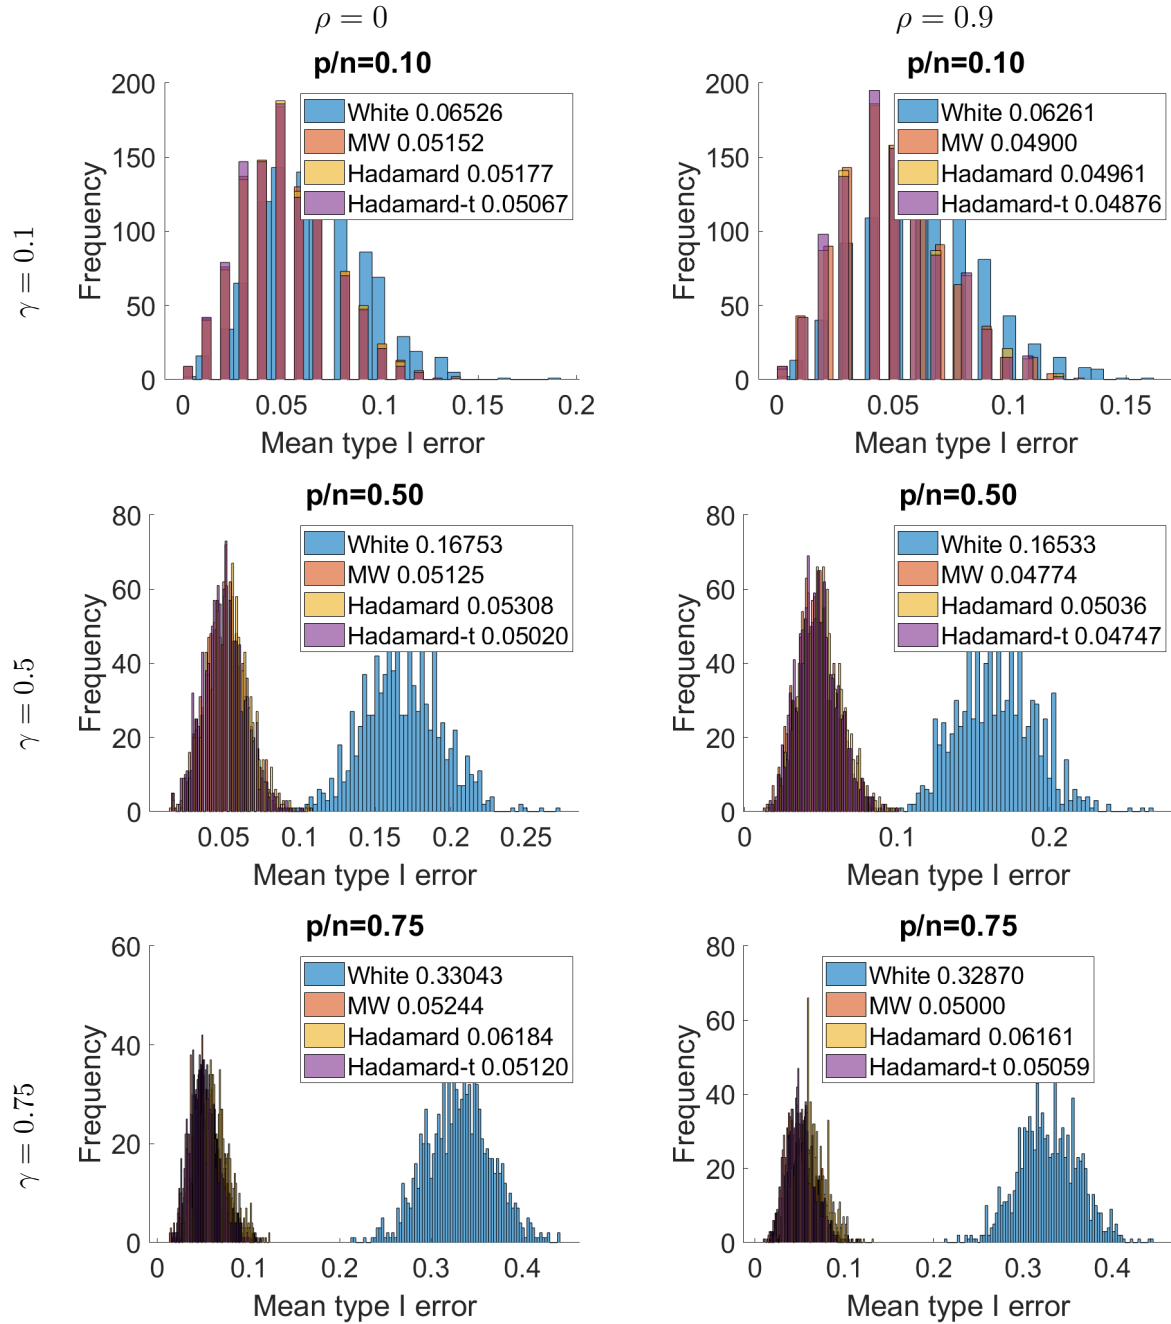 ρ = 0
ρ = 0.9
γ = 0.1
p/n=0.10
200
150
100
50
0
Frequency
White 0.06526
MW 0.05152
Hadamard 0.05177
Hadamard-t 0.05067
0 0.05 0.1 0.15 0.2
Mean type I error
p/n=0.10
200
150
100
50
0
Frequency
White 0.06261
MW 0.04900
Hadamard 0.04961
Hadamard-t 0.04876
0 0.05 0.1 0.15
Mean type I error
γ = 0.5
p/n=0.50
80
60
40
20
0
Frequency
White 0.16753
MW 0.05125
Hadamard 0.05308
Hadamard-t 0.05020
0.05 0.1 0.15 0.2 0.25
Mean type I error
p/n=0.50
80
60
40
20
0
Frequency
White 0.16533
MW 0.04774
Hadamard 0.05036
Hadamard-t 0.04747
0 0.1 0.2
Mean type I error
γ = 0.75
p/n=0.75
60
40
20
0
Frequency
White 0.33043
MW 0.05244
Hadamard 0.06184
Hadamard-t 0.05120
0 0.1 0.2 0.3 0.4
Mean type I error
p/n=0.75
80
60
40
20
0
Frequency
White 0.32870
MW 0.05000
Hadamard 0.06161
Hadamard-t 0.05059
0 0.1 0.2 0.3 0.4
Mean type I error